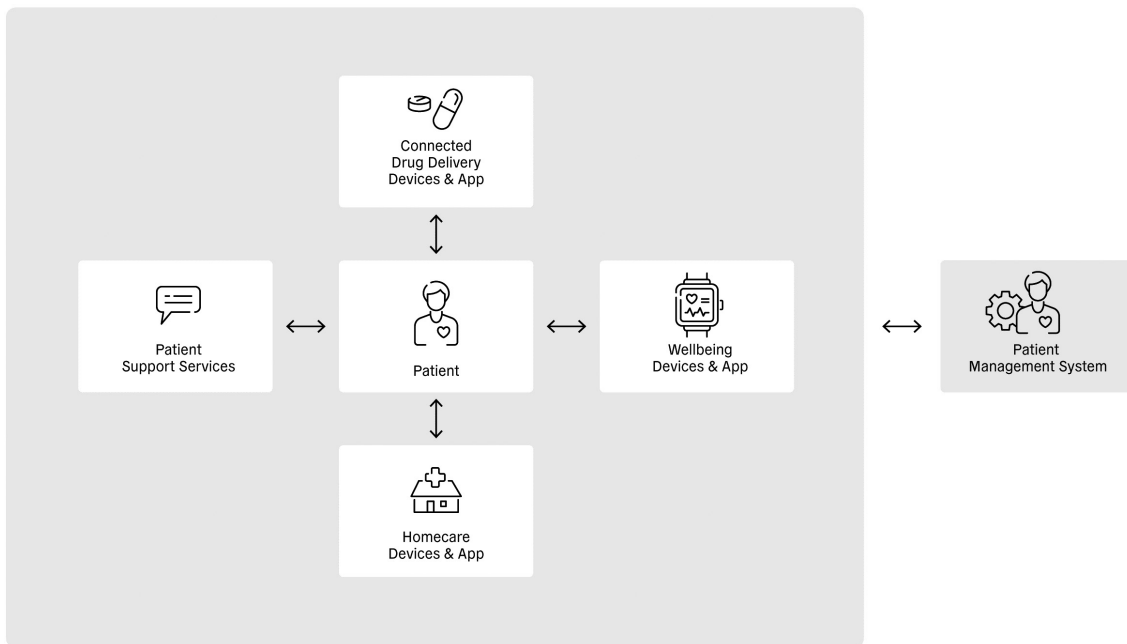 Connected
Drug Delivery
Devices & App
Patient
Support Services
Patient
Wellbeing
Devices & App
Patient
Management System
Homecare
Devices & App